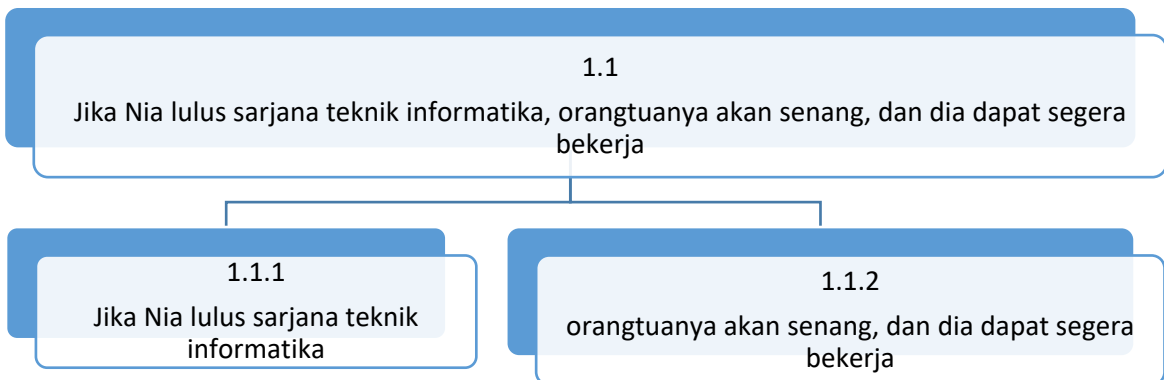 1.1
Jika Nia lulus sarjana teknik informatika, orangtuanya akan senang, dan dia dapat segera
bekerja
1.1.1
Jika Nia lulus sarjana teknik
informatika
1.1.2
orangtuanya akan senang, dan dia dapat segera
bekerja